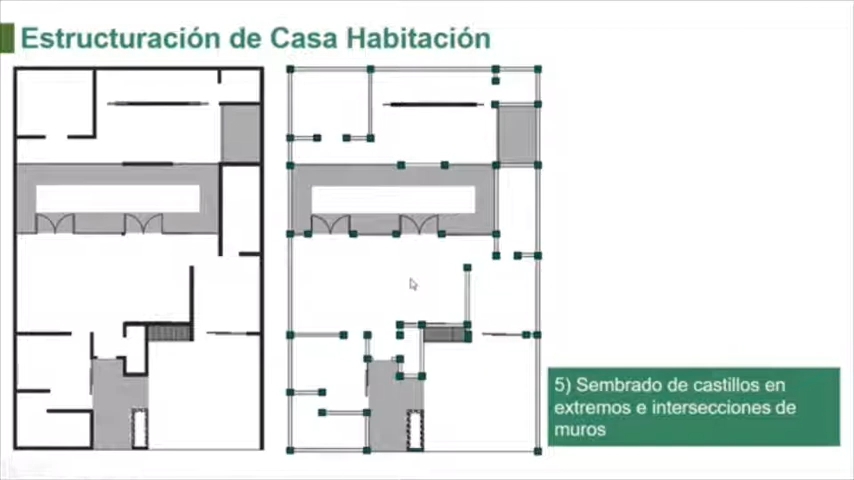 Estructuración de Casa Habitación
5) Sembrado de castillos en
extremos e intersecciones de
muros